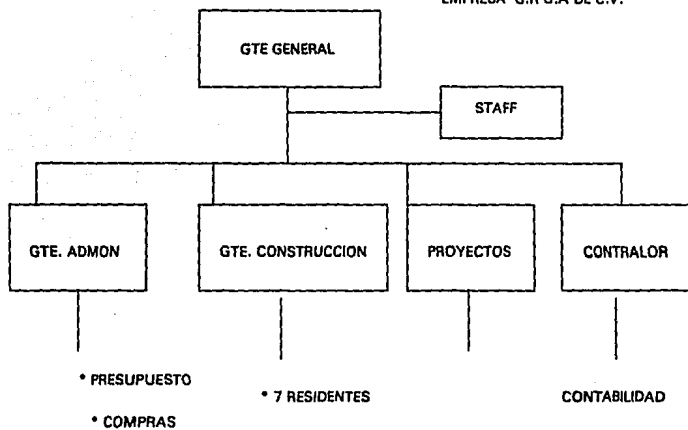 GTE GENERAL
STAFF
GTE. ADMON
GTE. CONSTRUCCION
PROYECTOS
CONTRALOR
* PRESUPUESTO
* 7 RESIDENTES
CONTABILIDAD
* COMPRAS